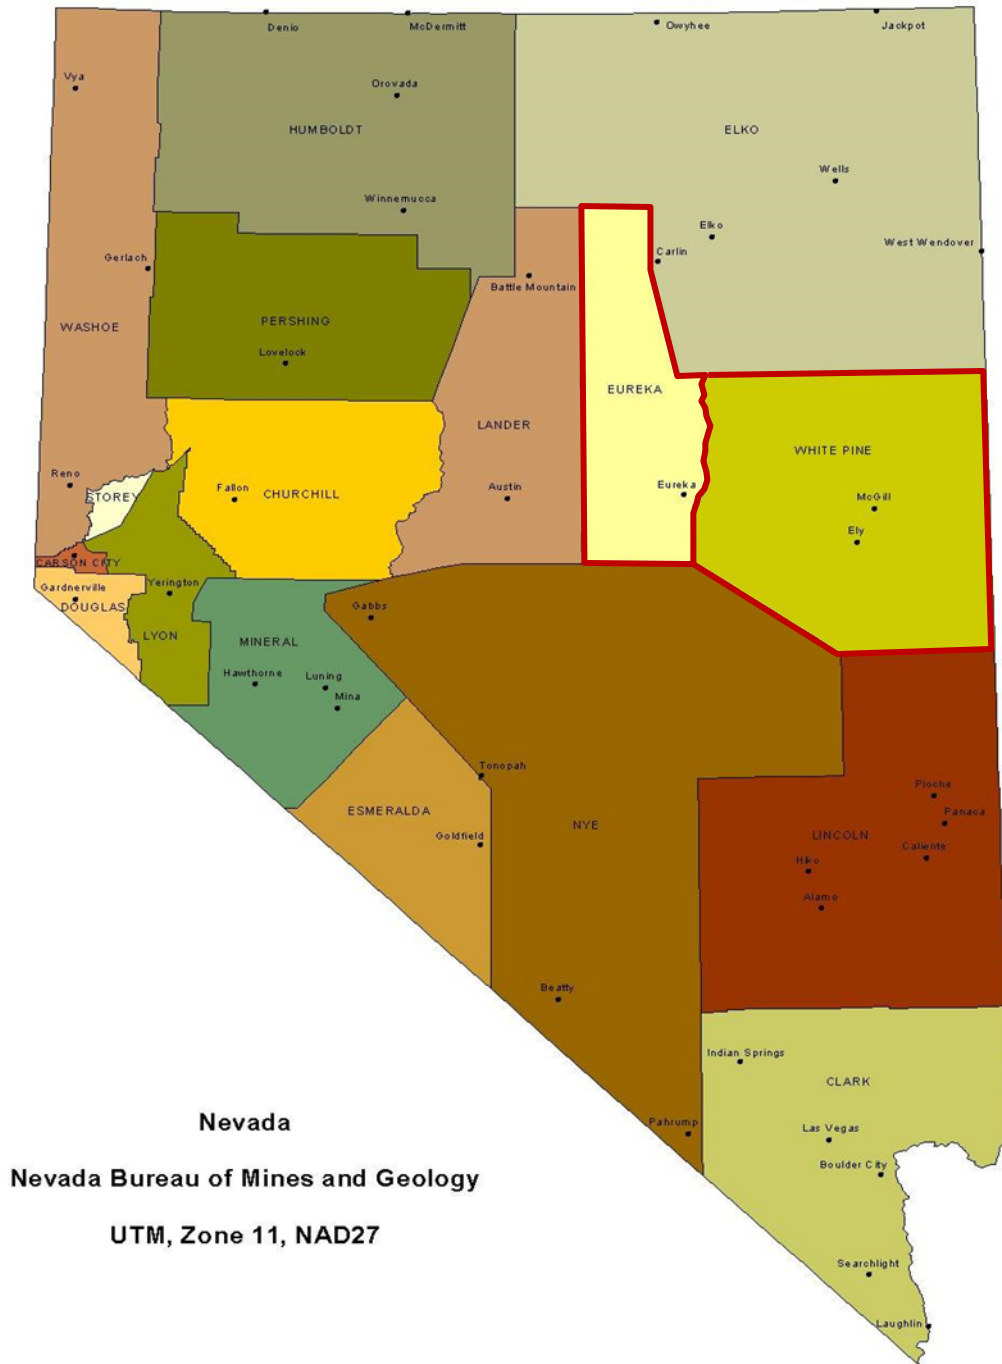 Denio
McDermitt
Owyhee
Jackpot
Vya
Orovada
HUMBOLDT
ELKO
Wells
Winnemucca
Elko
West Wendover
Gerlach
Carlin
Battle Mountain
WASHOE
PERSHING
Lovelock
EUREKA
LANDER
WHITE PINE
Reno
STOREY
Fallon
CHURCHILL
Austin
Eureka
McGill
Ely
CARSON CITY
Gardnerville
DOUGLAS
Yerington
LYON
Gabbs
MINERAL
Hawthorne
Luning
Mina
Tonopah
ESMERALDA
Goldfield
NYE
Pioche
Panaca
LINCOLN
Caliente
Hiko
Alamo
Beatty
Indian Springs
CLARK
Pahrump
Las Vegas
Boulder City
Searchlight
Laughlin
Nevada
Nevada Bureau of Mines and Geology
UTM, Zone 11, NAD27